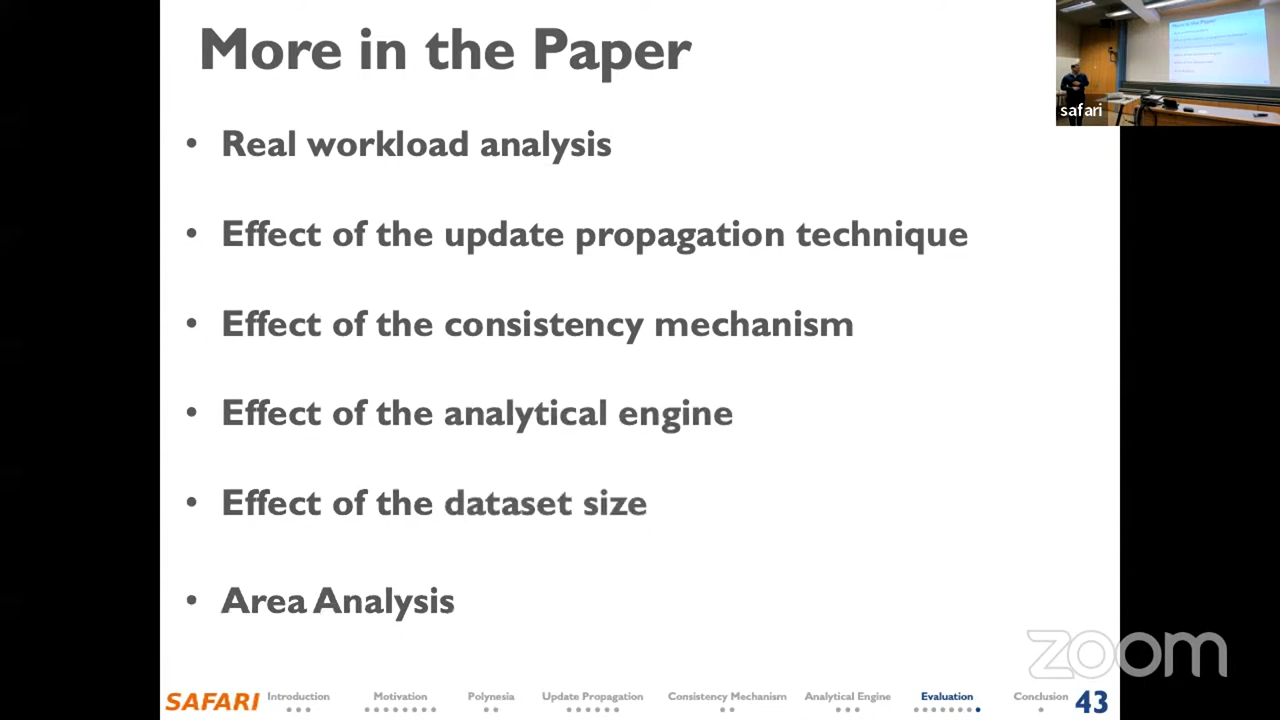 More in the Paper
• Real workload analysis
• Effect of the update propagation technique
• Effect of the consistency mechanism
• Effect of the analytical engine
• Effect of the dataset size
• Area Analysis
safari
zoom
SAFARI Introduction Motivation Polynesia Update Propagation Consistency Mechanism Analytical Engine Evaluation Conclusion 43